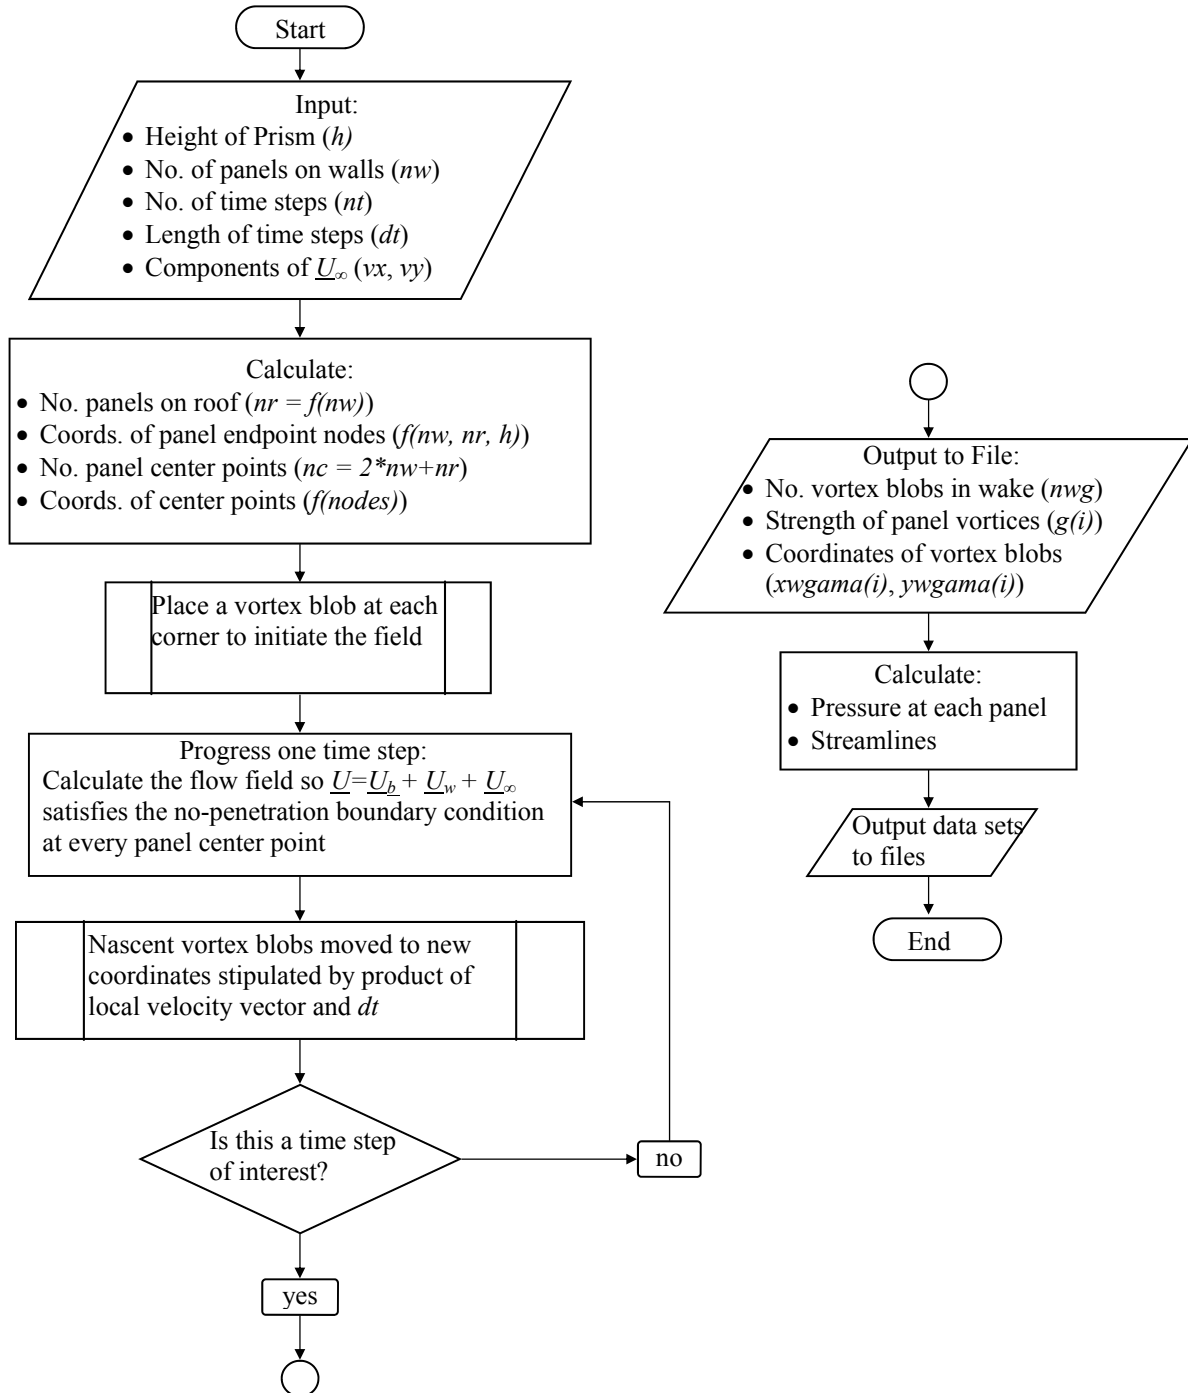 Start
Input:
• Height of Prism (h)
• No. of panels on walls (nw)
• No. of time steps (nt)
• Length of time steps (dt)
• Components of U∞ (vx, vy)
Calculate:
• No. panels on roof (nr = f(nw))
• Coords. of panel endpoint nodes (f(nw, nr, h))
• No. panel center points (nc = 2*nw+nr)
• Coords. of center points (f(nodes))
Place a vortex blob at each
corner to initiate the field
Progress one time step:
Calculate the flow field so U=Ub + Uw + U∞
satisfies the no-penetration boundary condition
at every panel center point
Nascent vortex blobs moved to new
coordinates stipulated by product of
local velocity vector and dt
Is this a time step
of interest?
no
yes
Output to File:
• No. vortex blobs in wake (nwg)
• Strength of panel vortices (g(i))
• Coordinates of vortex blobs
(xwgama(i), ywgama(i))
Calculate:
• Pressure at each panel
• Streamlines
Output data sets
to files
End